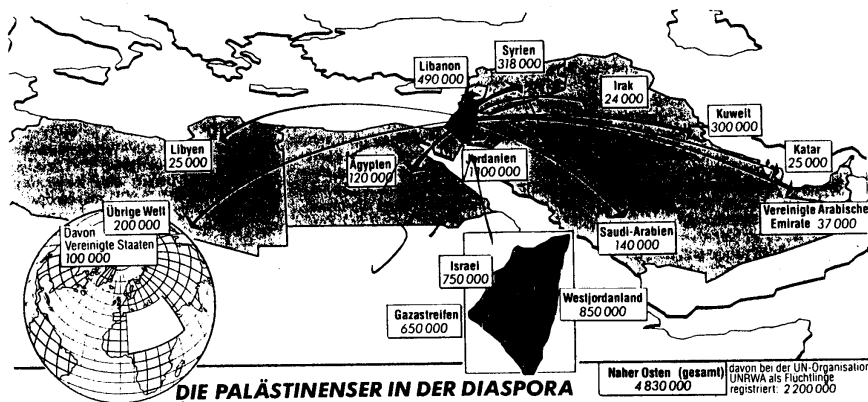 Syrien
318 000
Libanon
490 000
Irak
24 000
Kuweit
300 000
Katar
25 000
Libyen
25 000
Ägypten
120 000
Jordanien
Vereinigte Arabische
Emirate 37 000
Saudi-Arabien
140 000
Übrige Welt
200 000
Davon
Vereinigte Staaten
100 000
Israel
750 000
Gazastreifen
650 000
Westjordanland
850 000
DIE PALÄSTINENSER IN DER DIASPORA
Naher Osten (gesamt)
4 830 000
davon bei der UN-Organisation
UNRWA als Flüchtlinge
registriert: 2 200 000